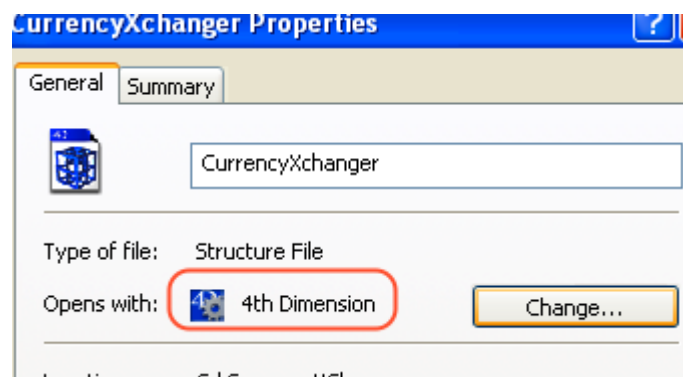 CurrencyXchanger Properties
General Summary
CurrencyXchanger
Type of file: Structure File
Opens with: 4th Dimension Change...